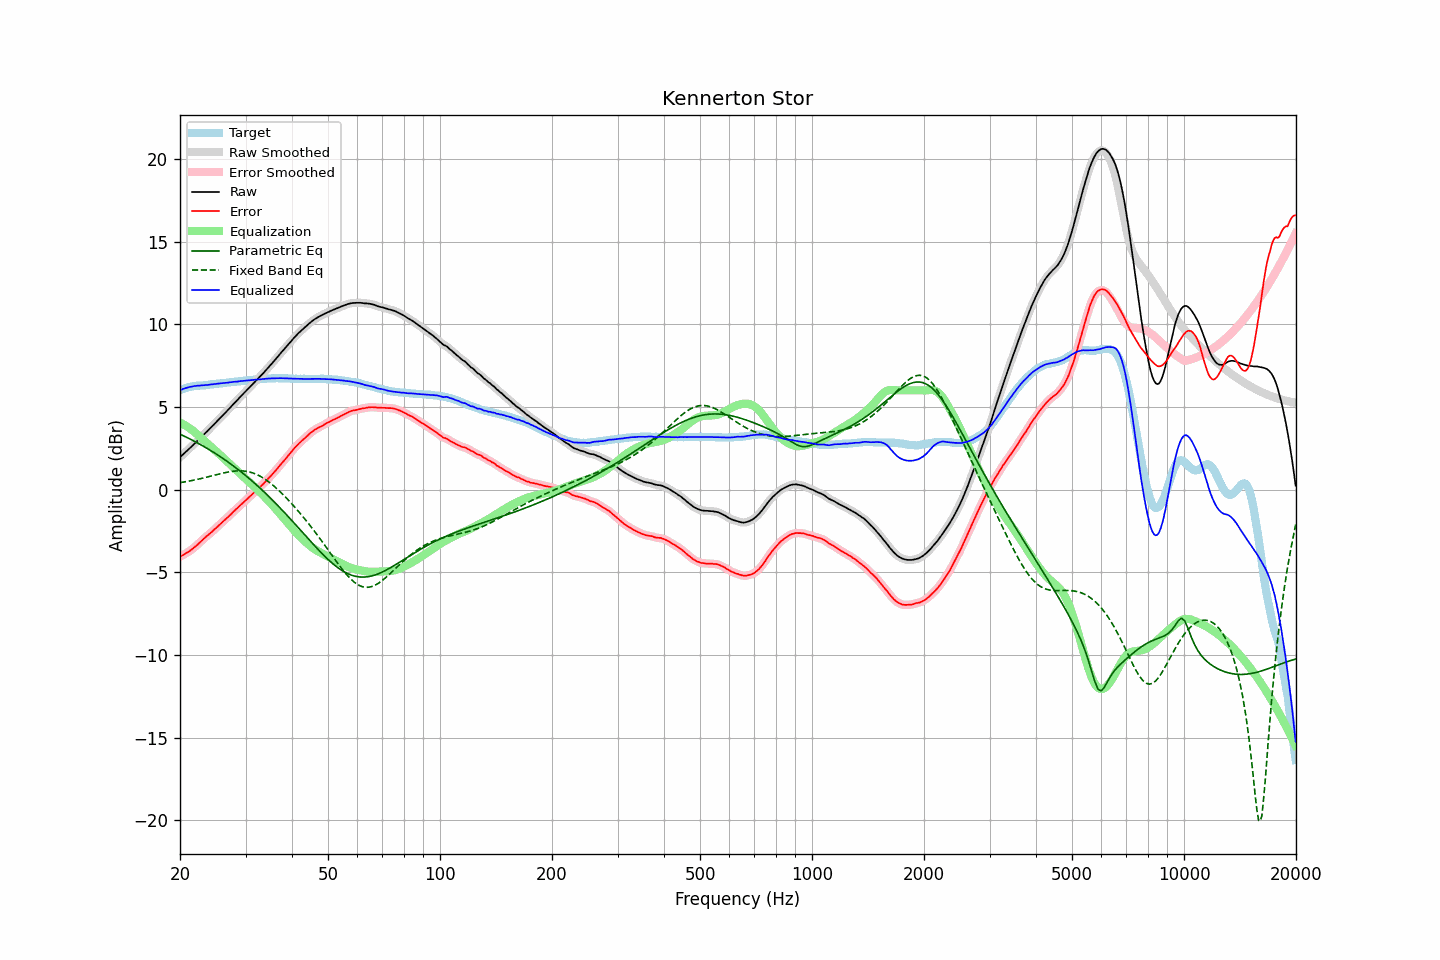 Kennerton Stor
Target
Raw Smoothed
Error Smoothed
Raw
Error
Equalization
Parametric Eq
Fixed Band Eq
Equalized
Amplitude (dBr)
20
15
10
5
0
−5
−10
−15
−20
20 50 100 200 500 1000 2000 5000 10000 20000
Frequency (Hz)